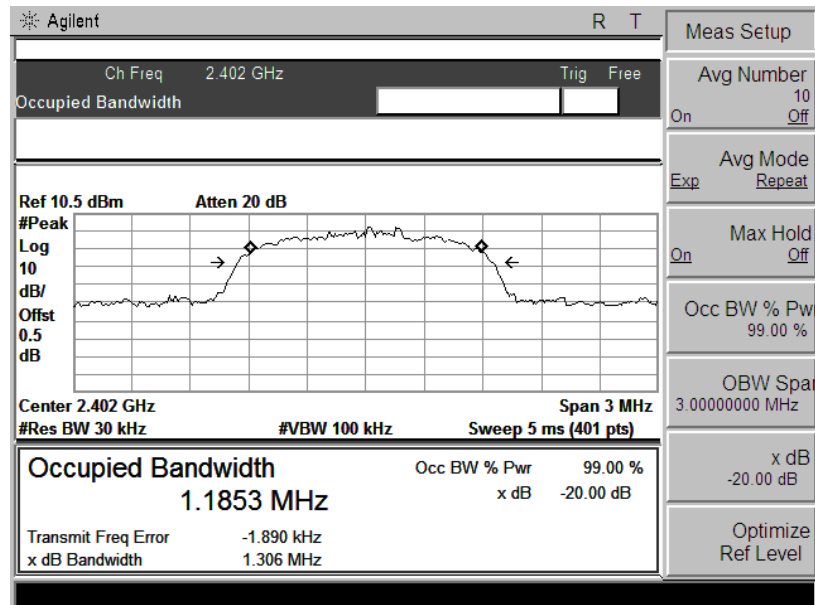 Agilent R T
Ch Freq 2.402 GHz Trig Free
Occupied Bandwidth
Ref 10.5 dBm Atten 20 dB
#Peak
Log
10
dB/
Offst
0.5
dB
Center 2.402 GHz Span 3 MHz
#Res BW 30 kHz #VBW 100 kHz Sweep 5 ms (401 pts)
Occupied Bandwidth
1.1853 MHz
Occ BW % Pwr 99.00 %
x dB -20.00 dB
Transmit Freq Error -1.890 kHz
x dB Bandwidth 1.306 MHz
Meas Setup
Avg Number
10
On Off
Avg Mode
Exp Repeat
Max Hold
On Off
Occ BW % Pwr
99.00 %
OBW Span
3.00000000 MHz
x dB
-20.00 dB
Optimize
Ref Level